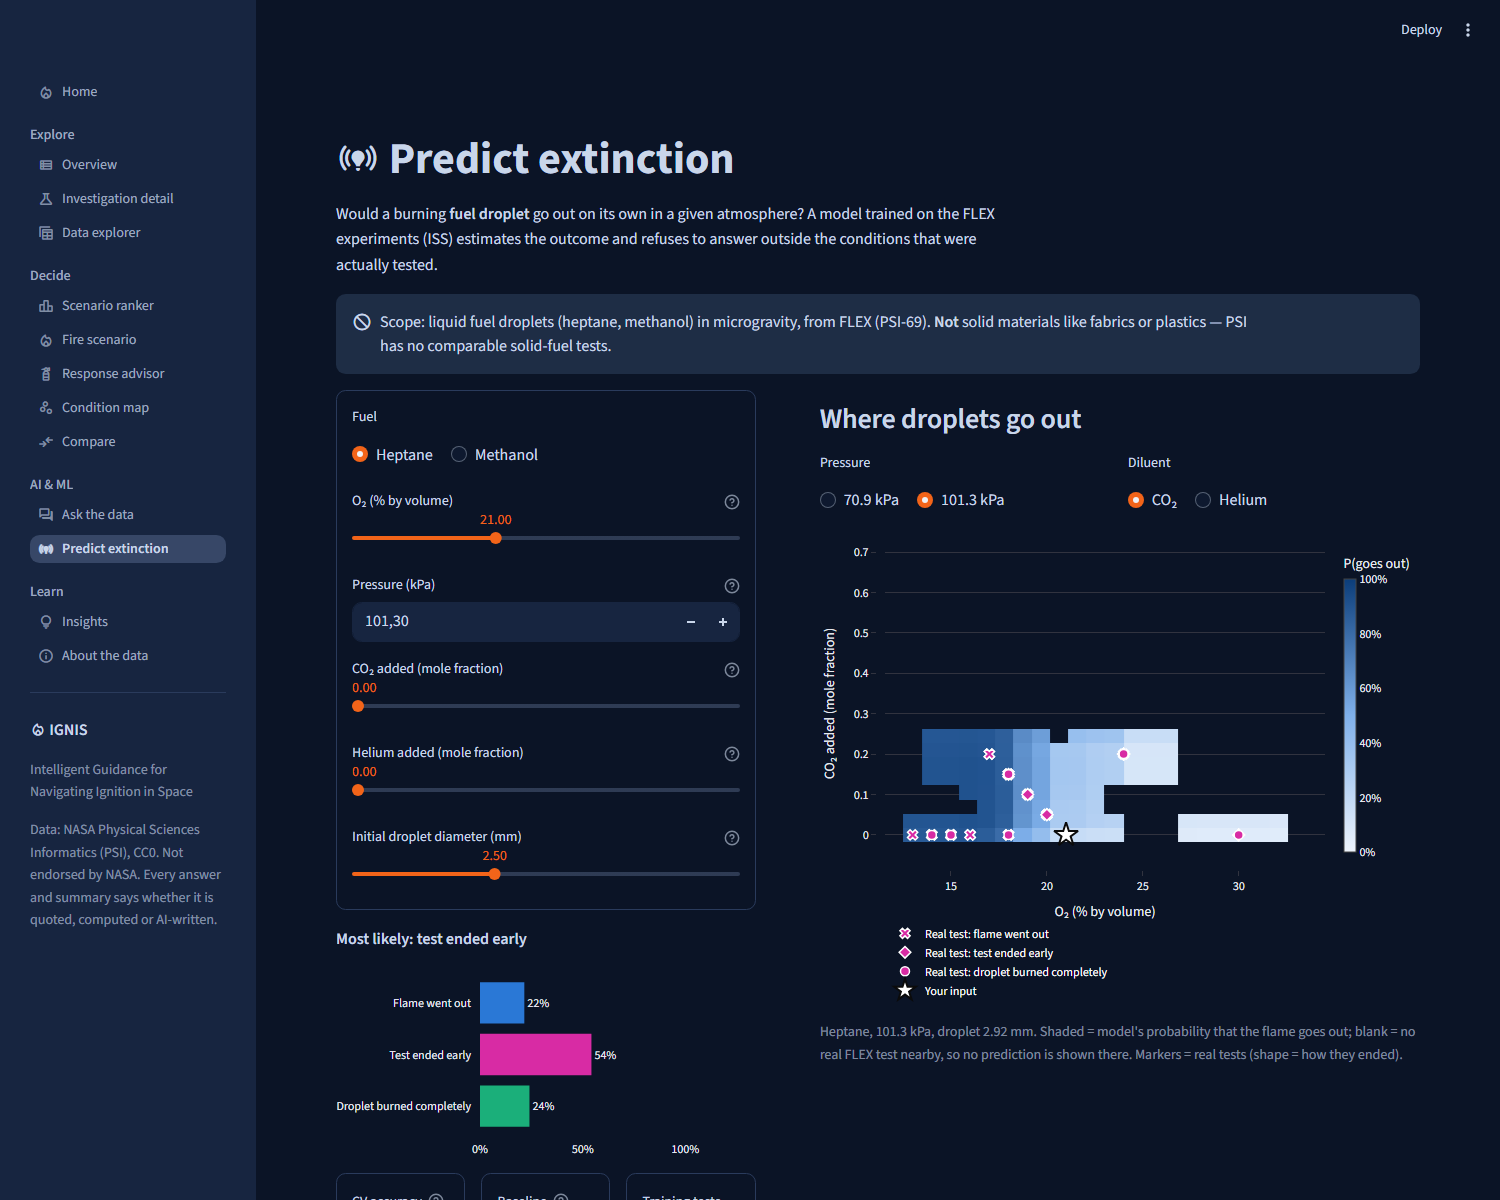 Deploy
Home
Explore
Overview
Investigation detail
Data explorer
Decide
Scenario ranker
Fire scenario
Response advisor
Condition map
Compare
AI & ML
Ask the data
Predict extinction
Learn
Insights
About the data
IGNIS
Intelligent Guidance for
Navigating Ignition in Space
Data: NASA Physical Sciences
Informatics (PSI), CC0. Not
endorsed by NASA. Every answer
and summary says whether it is
quoted, computed or AI-written.
Predict extinction
Would a burning fuel droplet go out on its own in a given atmosphere? A model trained on the FLEX
experiments (ISS) estimates the outcome and refuses to answer outside the conditions that were
actually tested.
Scope: liquid fuel droplets (heptane, methanol) in microgravity, from FLEX (PSI-69). Not solid materials like fabrics or plastics — PSI
has no comparable solid-fuel tests.
Fuel
Heptane Methanol
O₂ (% by volume)
21.00
Pressure (kPa)
101,30
CO₂ added (mole fraction)
0.00
Helium added (mole fraction)
0.00
Initial droplet diameter (mm)
2.50
Most likely: test ended early
Flame went out 22%
Test ended early 54%
Droplet burned completely 24%
0% 50% 100%
Where droplets go out
Pressure Diluent
70.9 kPa 101.3 kPa CO₂ Helium
P(goes out)
100%
80%
60%
40%
20%
0%
CO₂ added (mole fraction)
0.7
0.6
0.5
0.4
0.3
0.2
0.1
0
15 20 25 30
O₂ (% by volume)
Real test: flame went out
Real test: test ended early
Real test: droplet burned completely
Your input
Heptane, 101.3 kPa, droplet 2.92 mm. Shaded = model's probability that the flame goes out; blank = no
real FLEX test nearby, so no prediction is shown there. Markers = real tests (shape = how they ended).